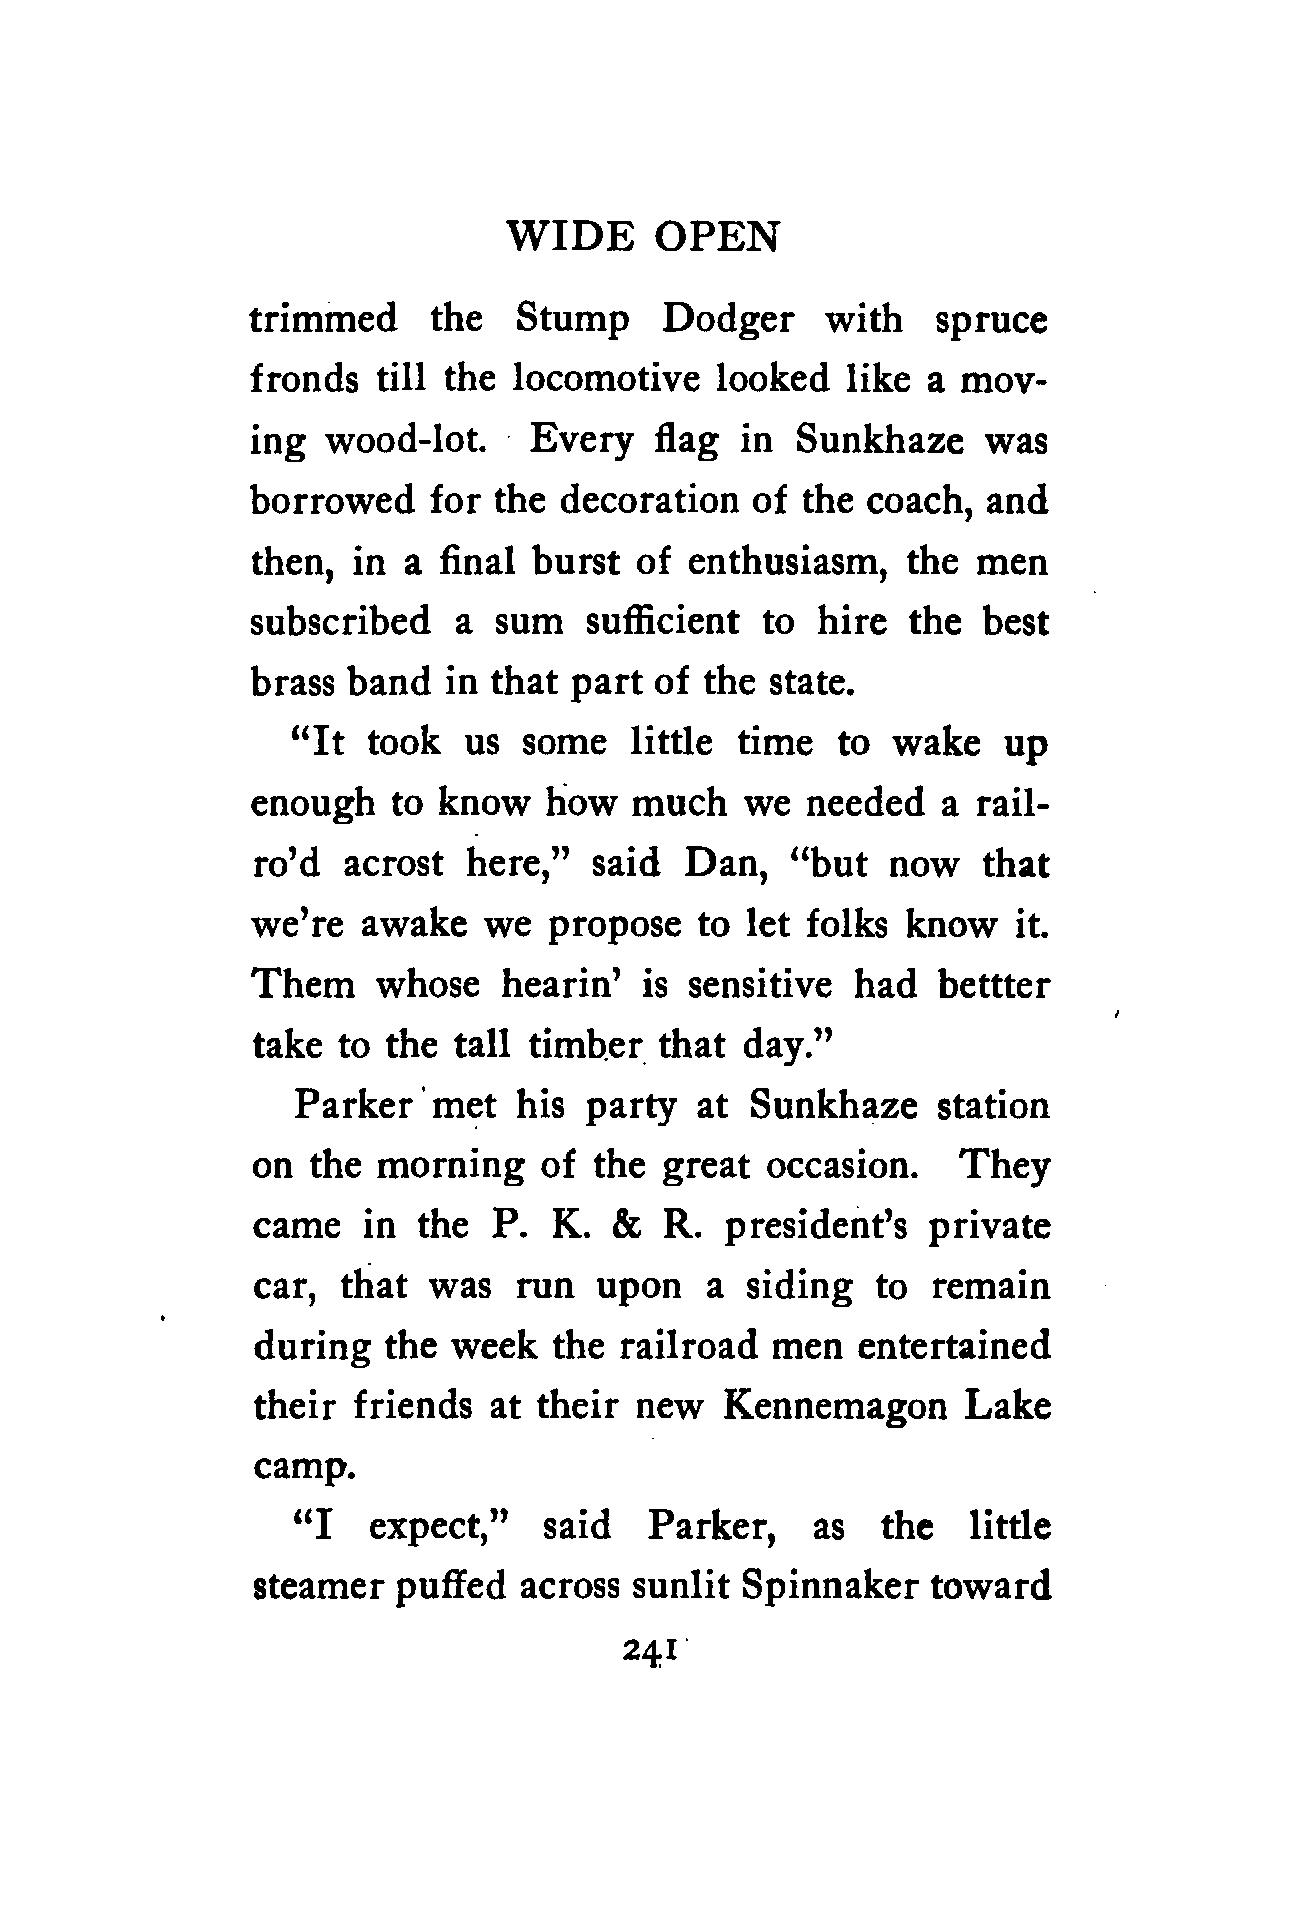 WIDE OPEN
trimmed the Stump Dodger with spruce
fronds till the locomotive looked like a mov-
ing wood-lot. Every flag in Sunkhaze was
borrowed for the decoration of the coach, and
then, in a final burst of enthusiasm, the men
subscribed a sum sufficient to hire the best
brass band in that part of the state.
“It took us some little time to wake up
enough to know how much we needed a rail-
ro’d acrost here,” said Dan, “but now that
we’re awake we propose to let folks know it.
Them whose hearin’ is sensitive had bettter
take to the tall timber that day.”
Parker met his party at Sunkhaze station
on the morning of the great occasion. They
came in the P. K. & R. president’s private
car, that was run upon a siding to remain
during the week the railroad men entertained
their friends at their new Kennemagon Lake
camp.
“I expect,” said Parker, as the little
steamer puffed across sunlit Spinnaker toward
241